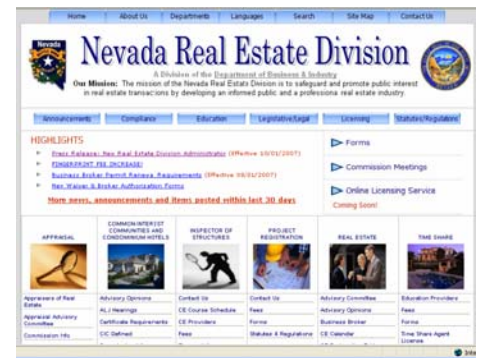 Home About Us Departments Languages Search Site Map Contact Us
Nevada
Nevada Real Estate Division
A Division of the Department of Business & Industry
Our Mission: The mission of the Nevada Real Estate Division is to safeguard and promote public interest
in real estate transactions by developing an informed public and a professional real estate industry.
Announcements Compliance Education Legislative/Legal Licensing Statutes/Regulations
HIGHLIGHTS
Press Release: New Real Estate Division Administrator (Effective 10/01/2007)
FINGERPRINT FEE INCREASE!
Business Broker Permit Renewal Requirements (Effective 09/01/2007)
New Waiver & Broker Authorization Forms
More news, announcements and items posted within last 30 days
Forms
Commission Meetings
Online Licensing Service
Coming Soon!
APPRAISAL
Appraisers of Real
Estate
Appraisal Advisory
Committee
Commission Info
COMMON-INTEREST
COMMUNITIES AND
CONDOMINIUM HOTELS
Advisory Opinions
ALJ Hearings
Certificate Requirements
CIC Defined
INSPECTOR OF
STRUCTURES
Contact Us
CE Course Schedule
CE Providers
Fees
PROJECT
REGISTRATION
Contact Us
Fees
Forms
Statutes & Regulations
REAL ESTATE
Advisory Committee
Advisory Opinions
Business Broker
CE Calendar
TIME SHARE
Education Providers
Fees
Forms
Time Share Agent
License